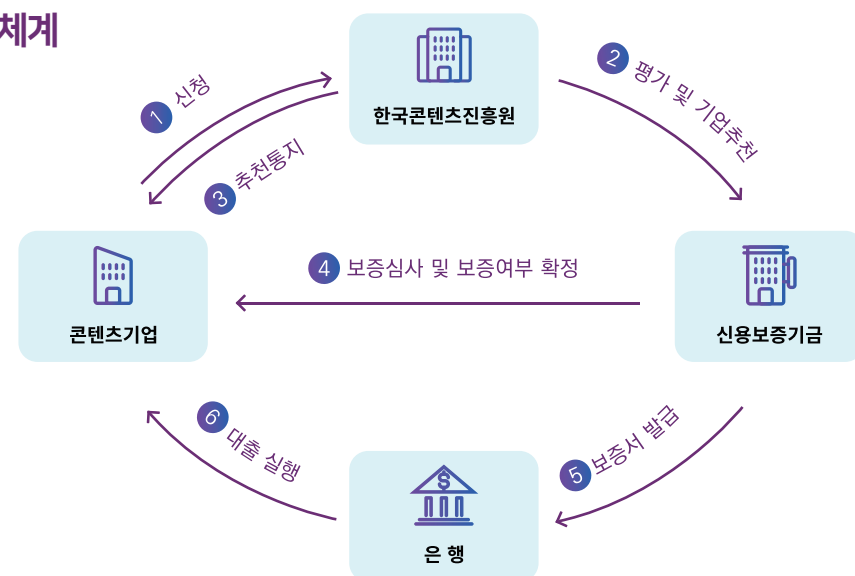 체계
한국콘텐츠진흥원
1 신청
2 평가 및 기업추천
3 추천통지
4 보증심사 및 보증여부 확정
콘텐츠기업
신용보증기금
6 대출 실행
5 보증서 발급
$
은 행